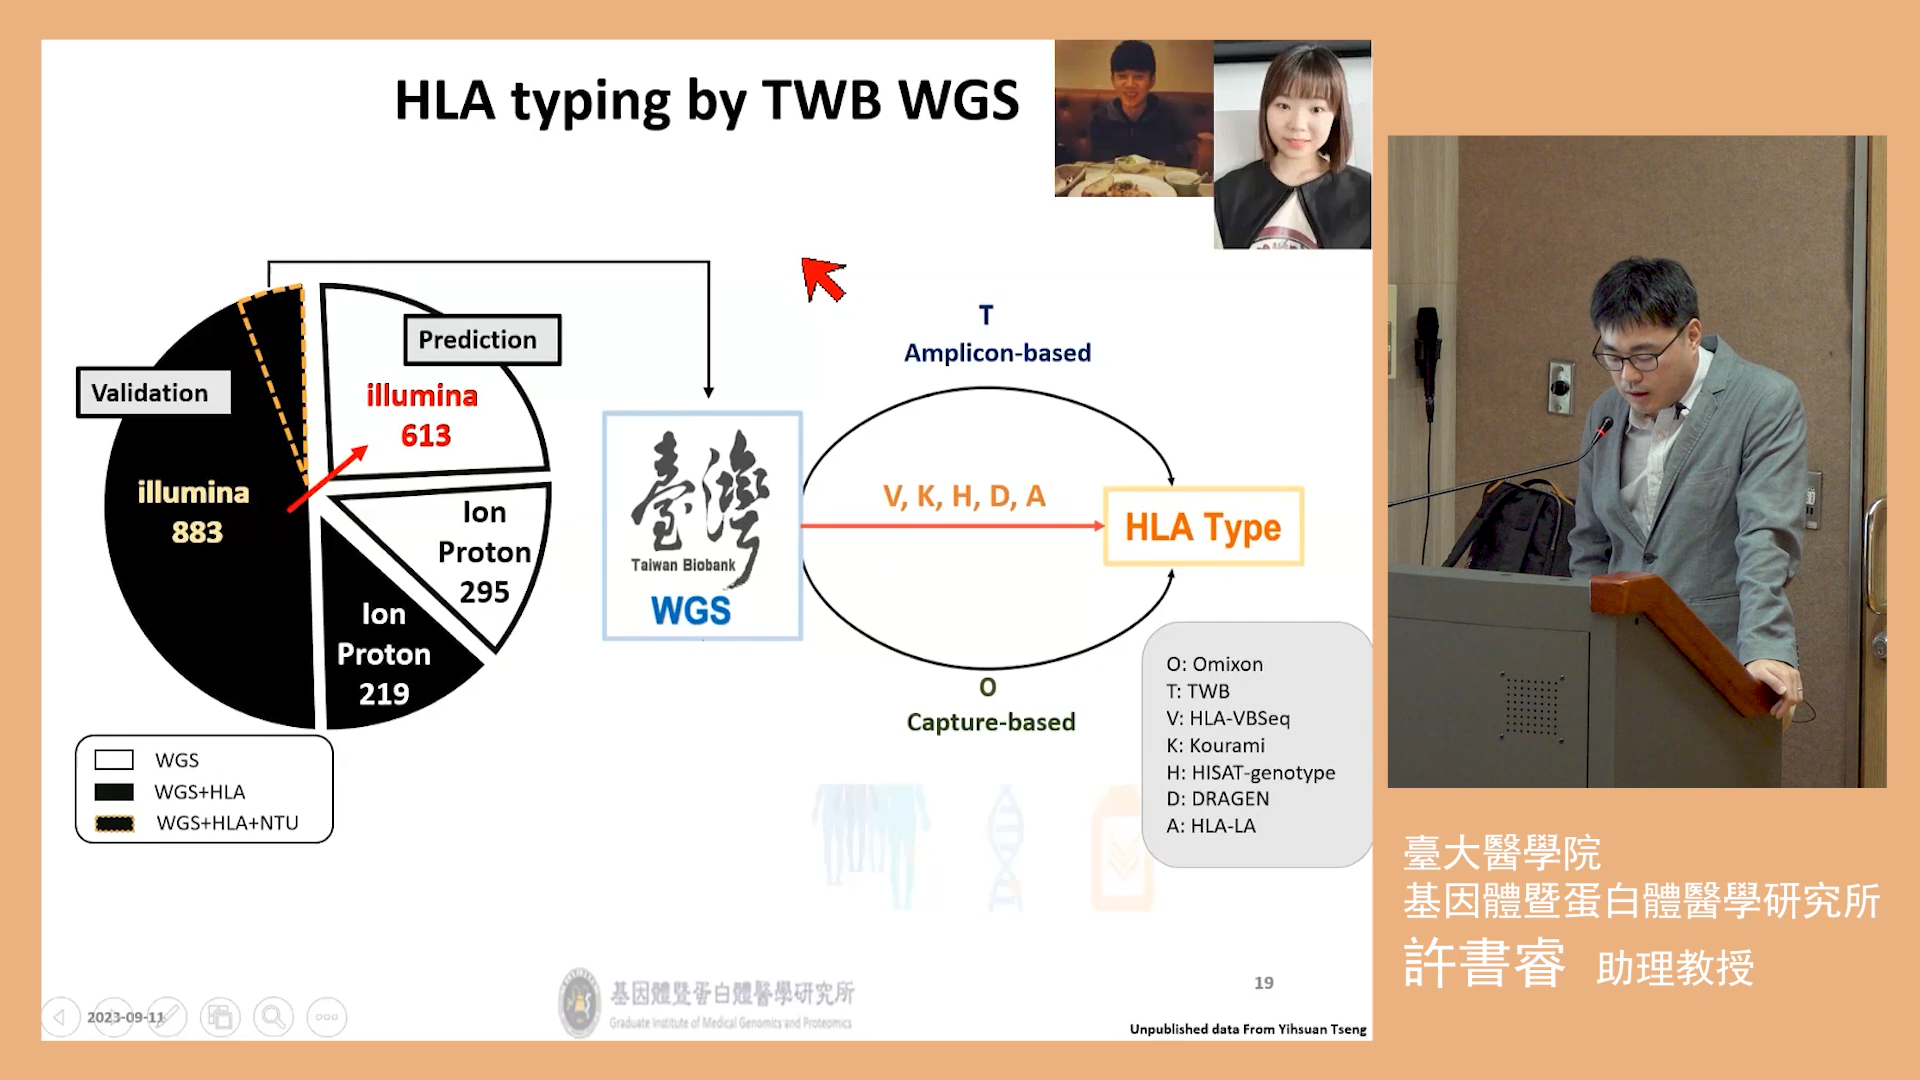 HLA typing by TWB WGS
Prediction
Validation
illumina
613
illumina
883
Ion
Proton
295
Ion
Proton
219
WGS
WGS+HLA
WGS+HLA+NTU
臺灣
Taiwan Biobank
WGS
T
Amplicon-based
V, K, H, D, A
HLA Type
O
Capture-based
O: Omixon
T: TWB
V: HLA-VBSeq
K: Kourami
H: HISAT-genotype
D: DRAGEN
A: HLA-LA
2023-09-11
基因體暨蛋白體醫學研究所
Graduate Institute of Medical Genomics and Proteomics
19
Unpublished data From Yihsuan Tseng
臺大醫學院
基因體暨蛋白體醫學研究所
許書睿 助理教授